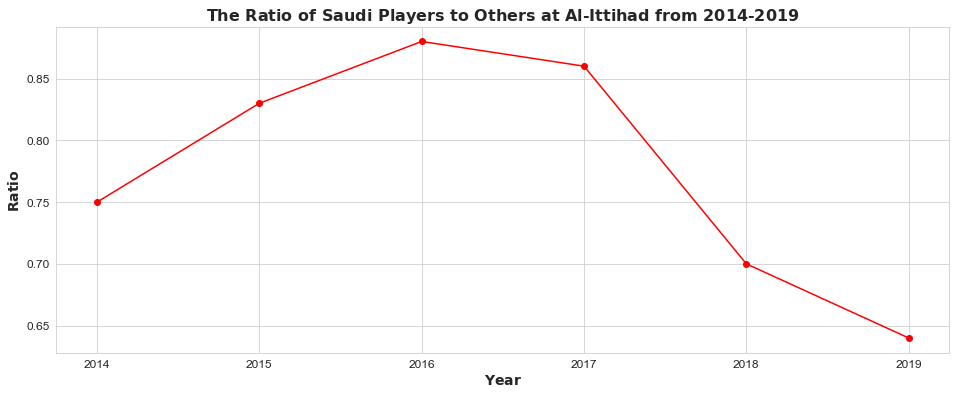 The Ratio of Saudi Players to Others at Al-Ittihad from 2014-2019
Ratio
0.85
0.80
0.75
0.70
0.65
2014 2015 2016 2017 2018 2019
Year